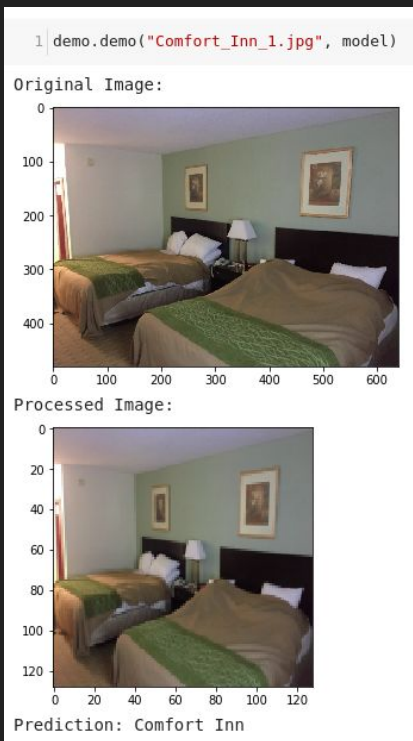 1 demo.demo("Comfort_Inn_1.jpg", model)
Original Image:
0
100
200
300
400
0 100 200 300 400 500 600
Processed Image:
0
20
40
60
80
100
120
0 20 40 60 80 100 120
Prediction: Comfort Inn